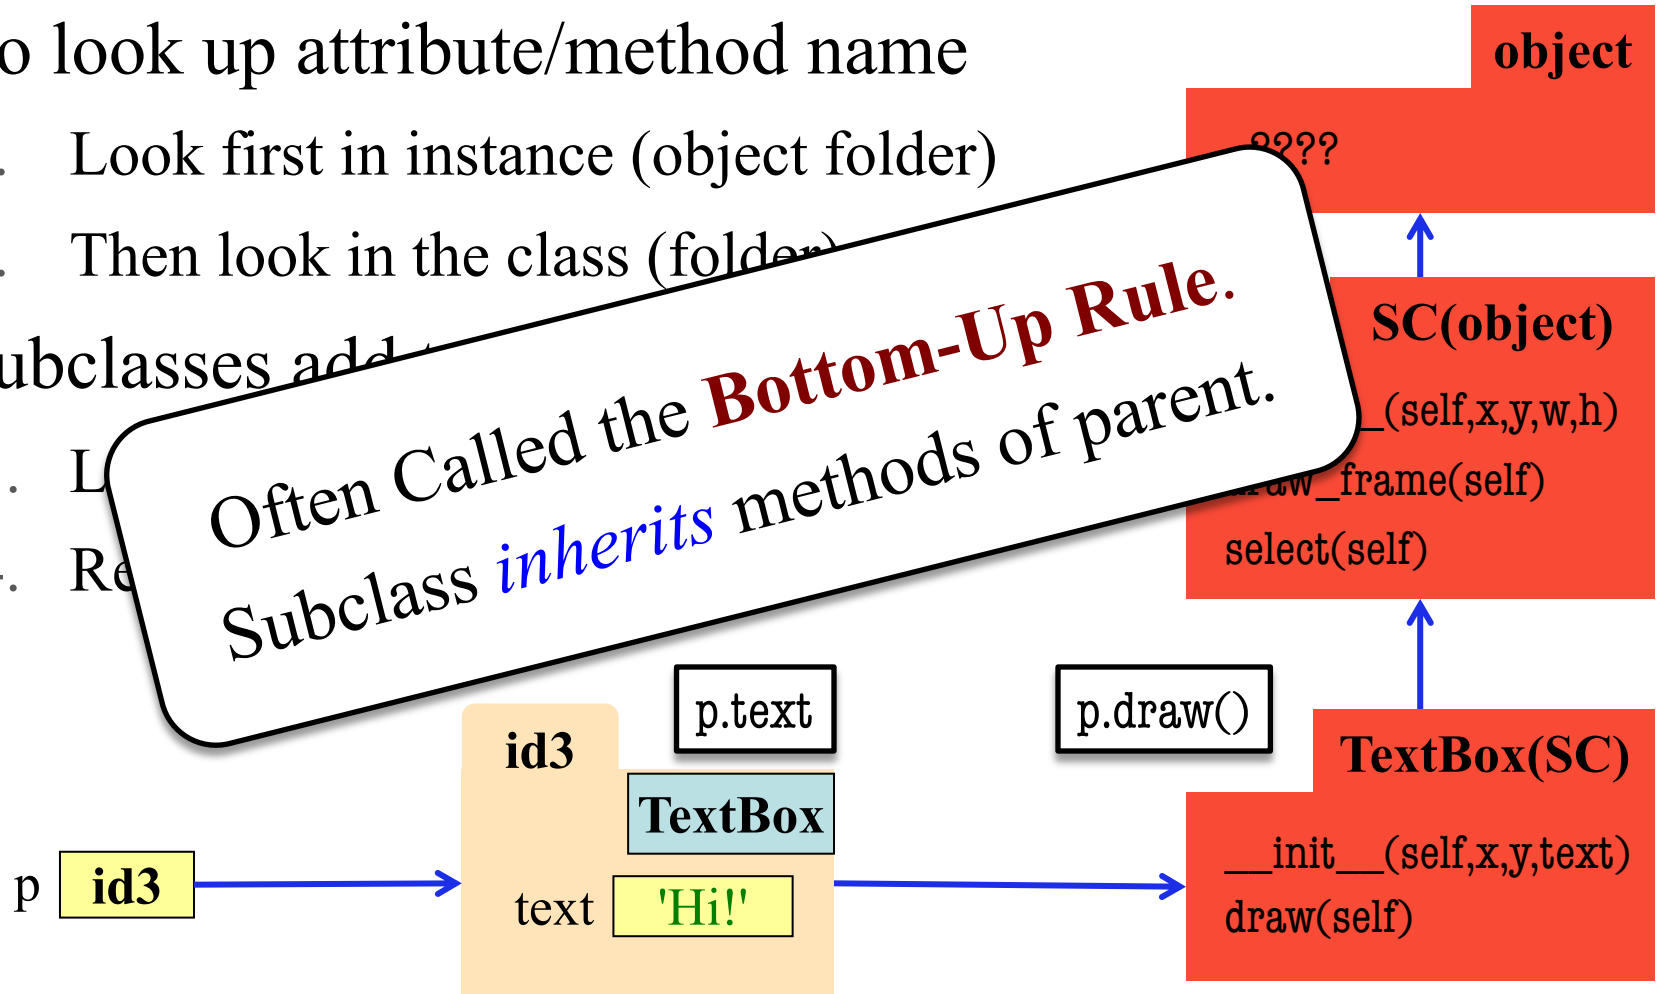 o look up attribute/method name
. Look first in instance (object folder)
. Then look in the class (folder)
ubclasses add
.
. Re
Often Called the Bottom-Up Rule.
Subclass inherits methods of parent.
object
????
SC(object)
__(self,x,y,w,h)
draw_frame(self)
select(self)
p.text
p.draw()
id3
TextBox
p id3
text 'Hi!'
TextBox(SC)
__init__(self,x,y,text)
draw(self)